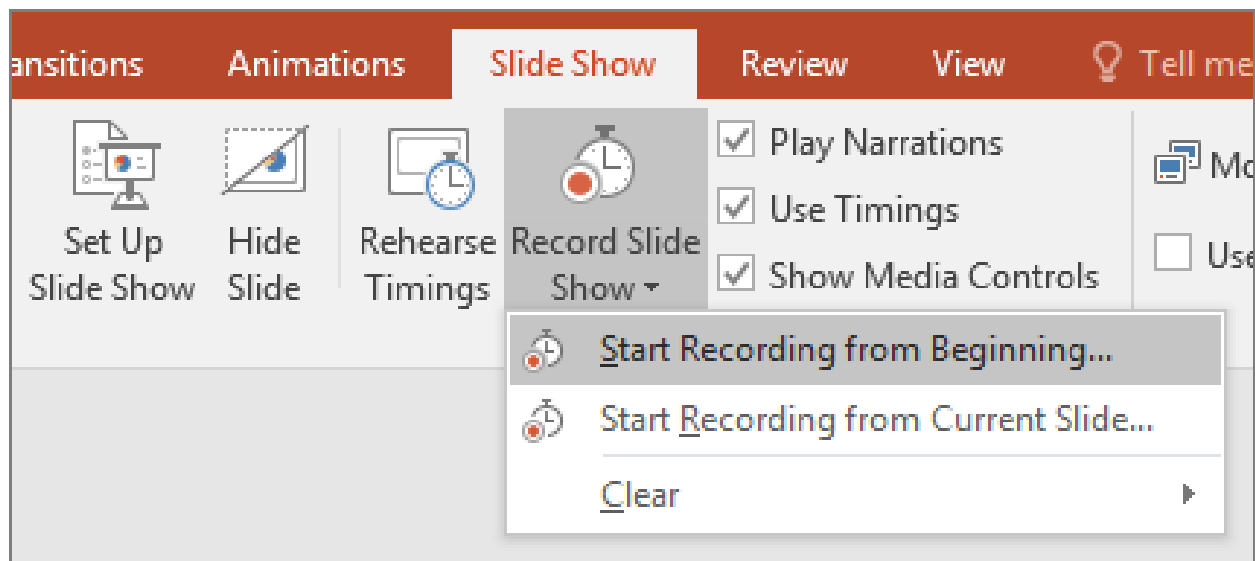 ansitions Animations Slide Show Review View Tell me
Set Up
Slide Show
Hide
Slide
Rehearse
Timings
Record Slide
Show
Play Narrations
Use Timings
Show Media Controls
Mo
Use
Start Recording from Beginning...
Start Recording from Current Slide...
Clear